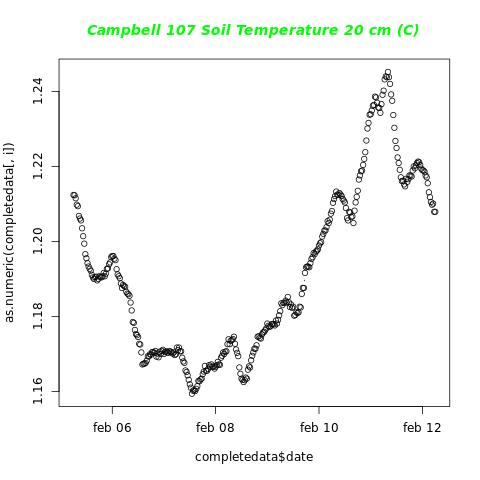 Campbell 107 Soil Temperature 20 cm (C)
as.numeric(completedata[, i])
1.24
1.22
1.20
1.18
1.16
feb 06 feb 08 feb 10 feb 12
completedata$date